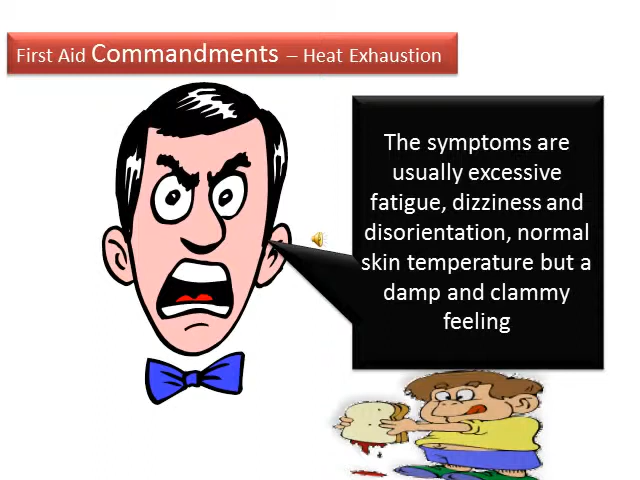 First Aid Commandments – Heat Exhaustion
The symptoms are
usually excessive
fatigue, dizziness and
disorientation, normal
skin temperature but a
damp and clammy
feeling